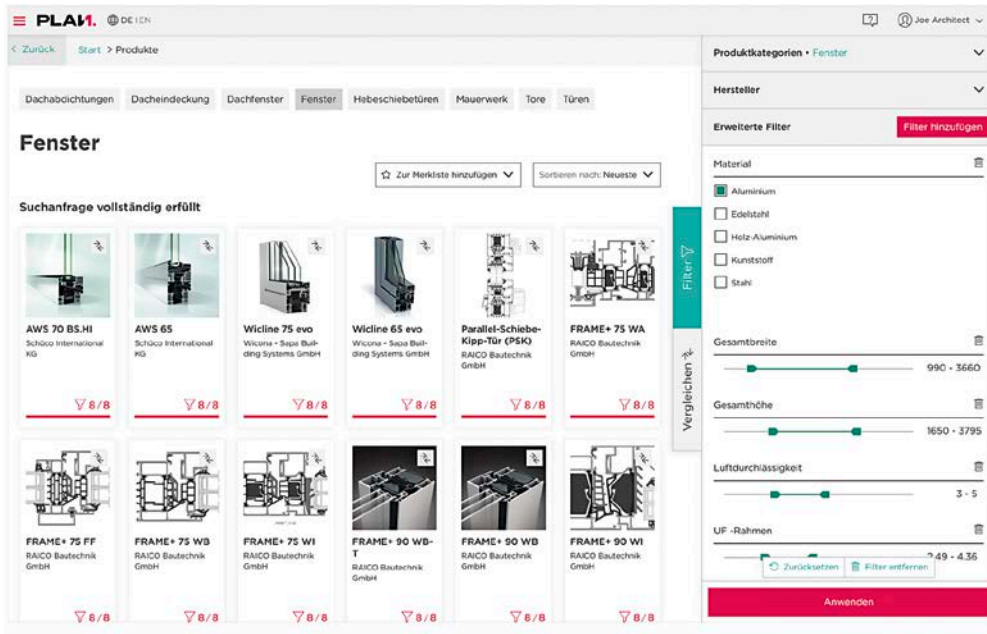 PLAN1.
DE | EN
Joe Architect
Zurück
Start > Produkte
Dachabdichtungen
Dacheindeckung
Dachfenster
Fenster
Hebeschiebetüren
Mauerwerk
Tore
Türen
Fenster
Zur Merkliste hinzufügen
Sortieren nach: Neueste
Suchanfrage vollständig erfüllt
AWS 70 BS.HI
Schüco International
KG
8/8
AWS 65
Schüco International
KG
8/8
Wicline 75 evo
Wicona - Sapa Buil-
ding Systems GmbH
8/8
Wicline 65 evo
Wicona - Sapa Buil-
ding Systems GmbH
8/8
Parallel-Schiebe-
Kipp-Tür (PSK)
RAICO Bautechnik
GmbH
8/8
FRAME+ 75 WA
RAICO Bautechnik
GmbH
8/8
FRAME+ 75 FF
RAICO Bautechnik
GmbH
8/8
FRAME+ 75 WB
RAICO Bautechnik
GmbH
8/8
FRAME+ 75 WI
RAICO Bautechnik
GmbH
8/8
FRAME+ 90 WB-
T
RAICO Bautechnik
GmbH
8/8
FRAME+ 90 WB
RAICO Bautechnik
GmbH
8/8
FRAME+ 90 WI
RAICO Bautechnik
GmbH
8/8
Filter
Vergleichen
Produktkategorien • Fenster
Hersteller
Erweiterte Filter
Filter hinzufügen
Material
Aluminium
Edelstahl
Holz-Aluminium
Kunststoff
Stahl
Gesamtbreite
990 - 3660
Gesamthöhe
1650 - 3795
Luftdurchlässigkeit
3 - 5
UF -Rahmen
2.49 - 4.36
Zurücksetzen
Filter entfernen
Anwenden